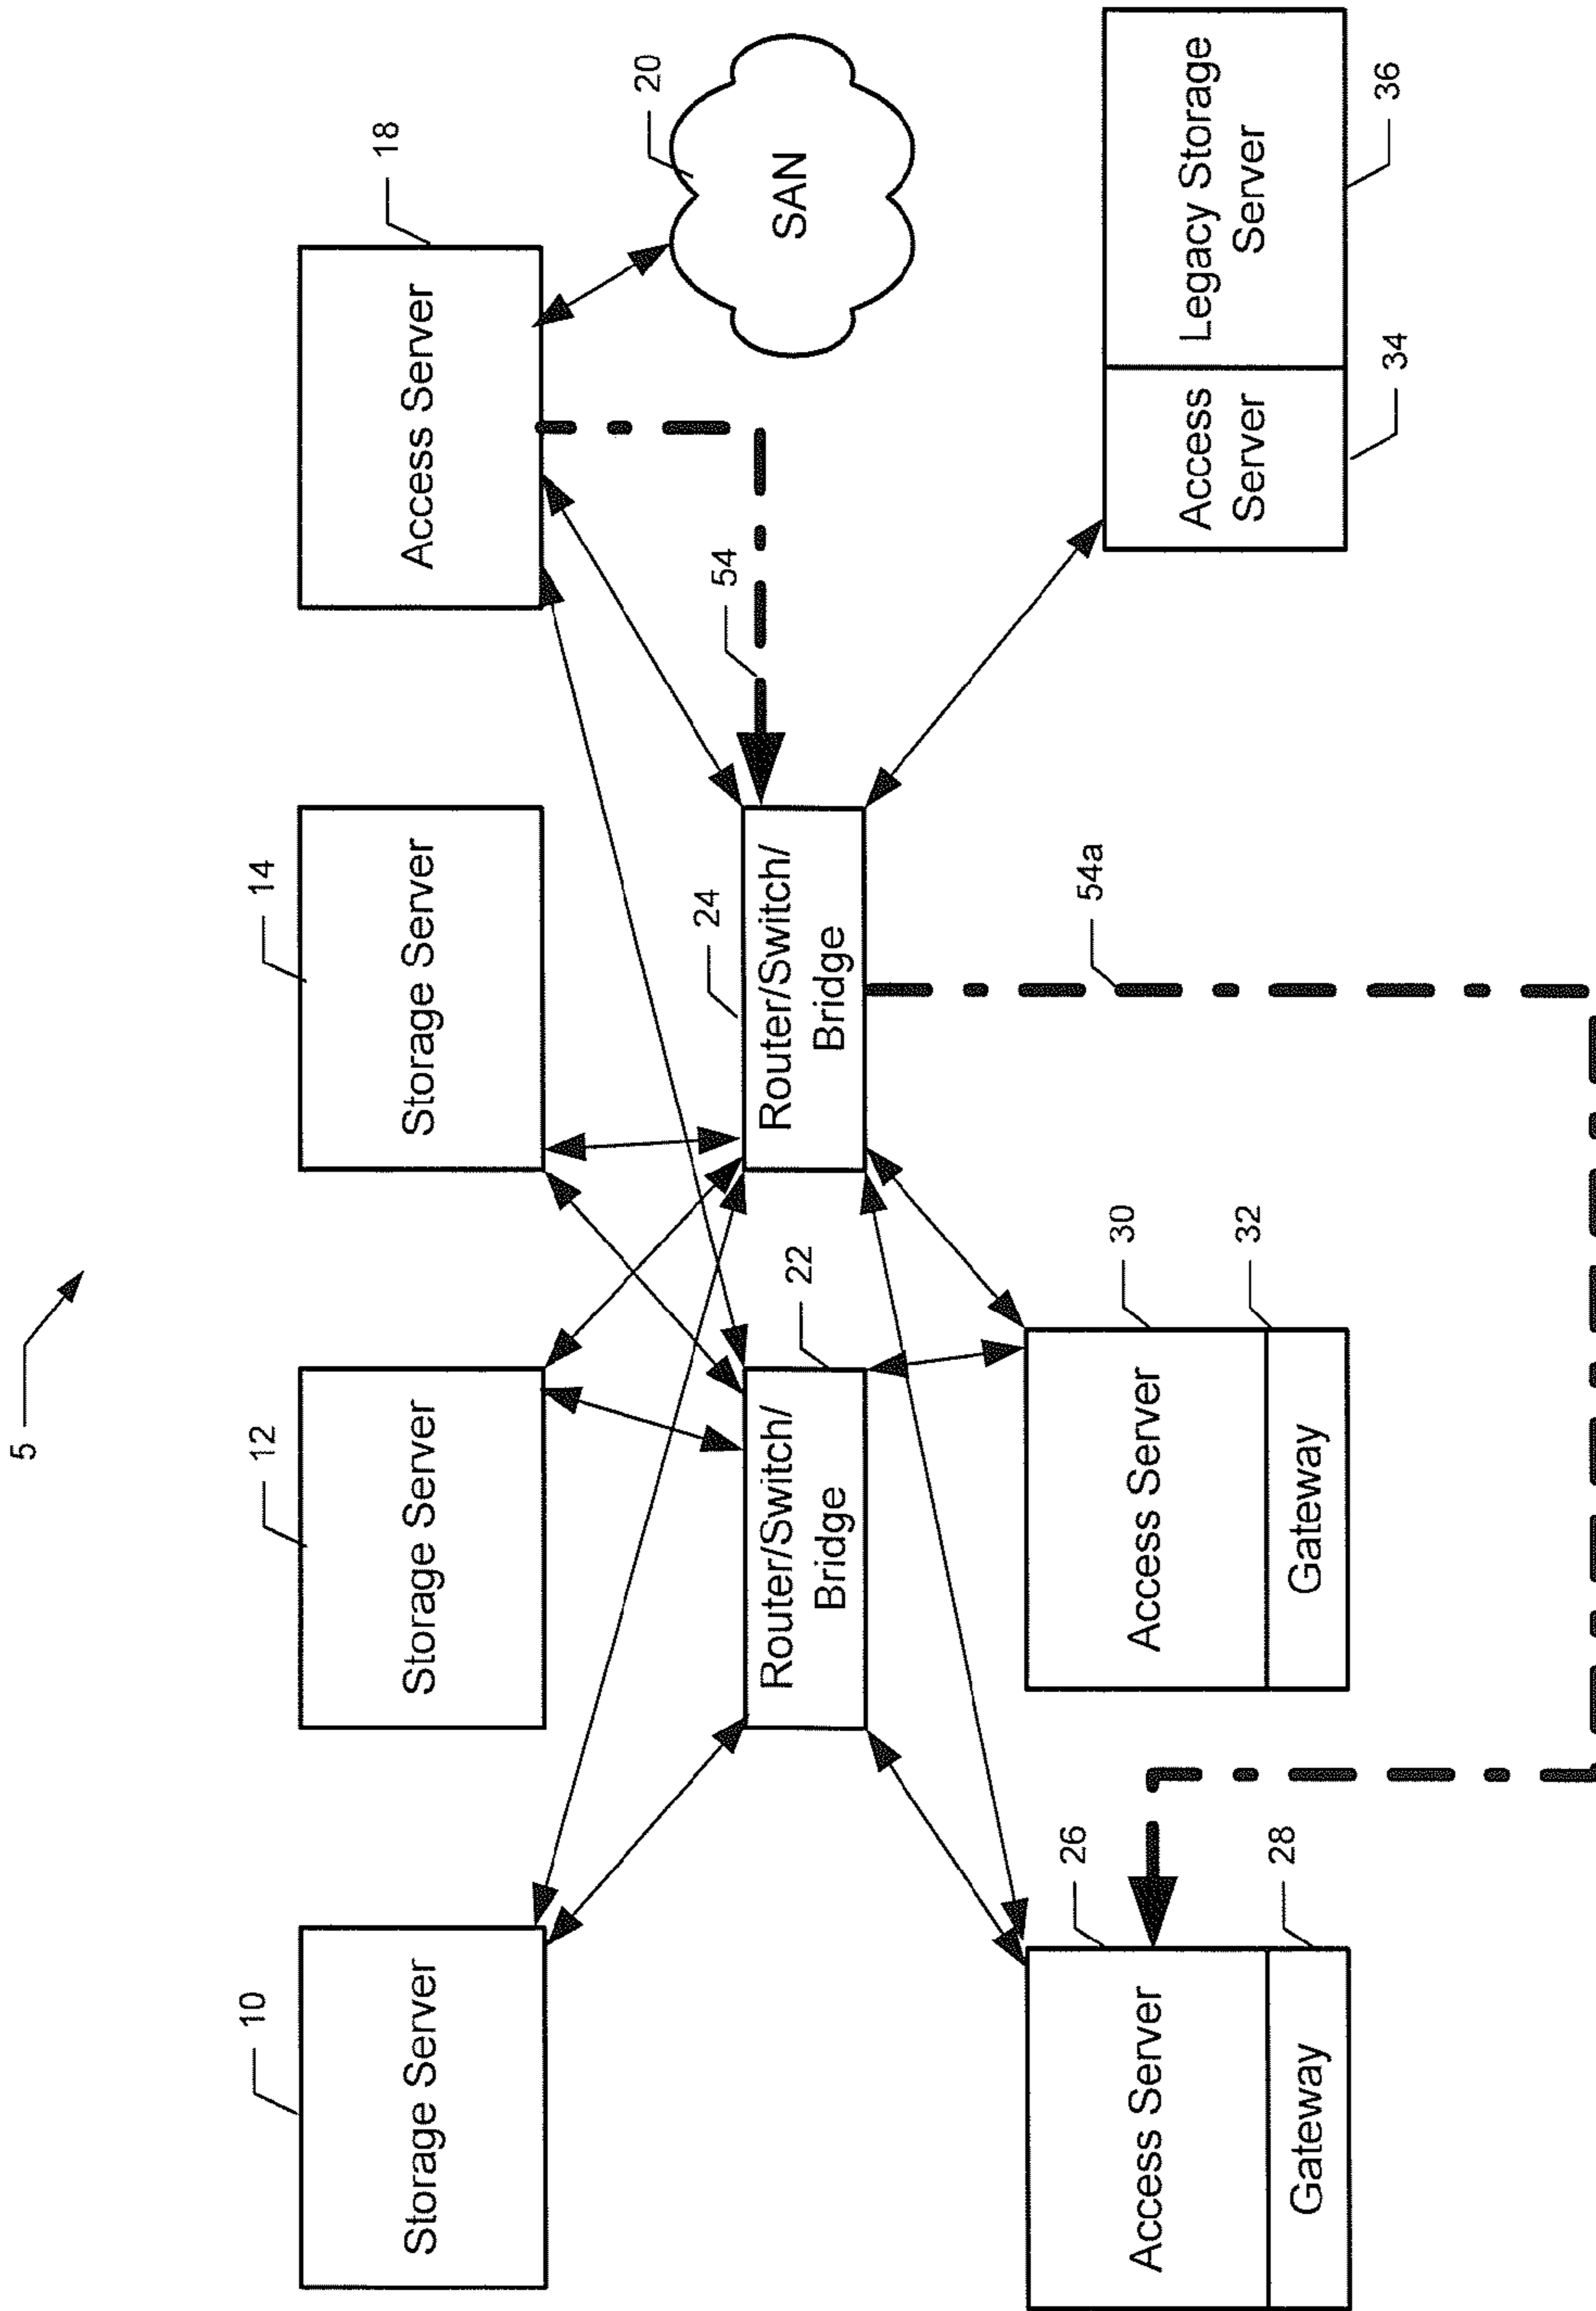 5
10
Storage Server
12
Storage Server
14
Storage Server
18
Access Server
20
SAN
22
Router/Switch/
Bridge
24
Router/Switch/
Bridge
54
54a
26
Access Server
28
Gateway
30
Access Server
32
Gateway
Access
Server
34
Legacy Storage
Server
36